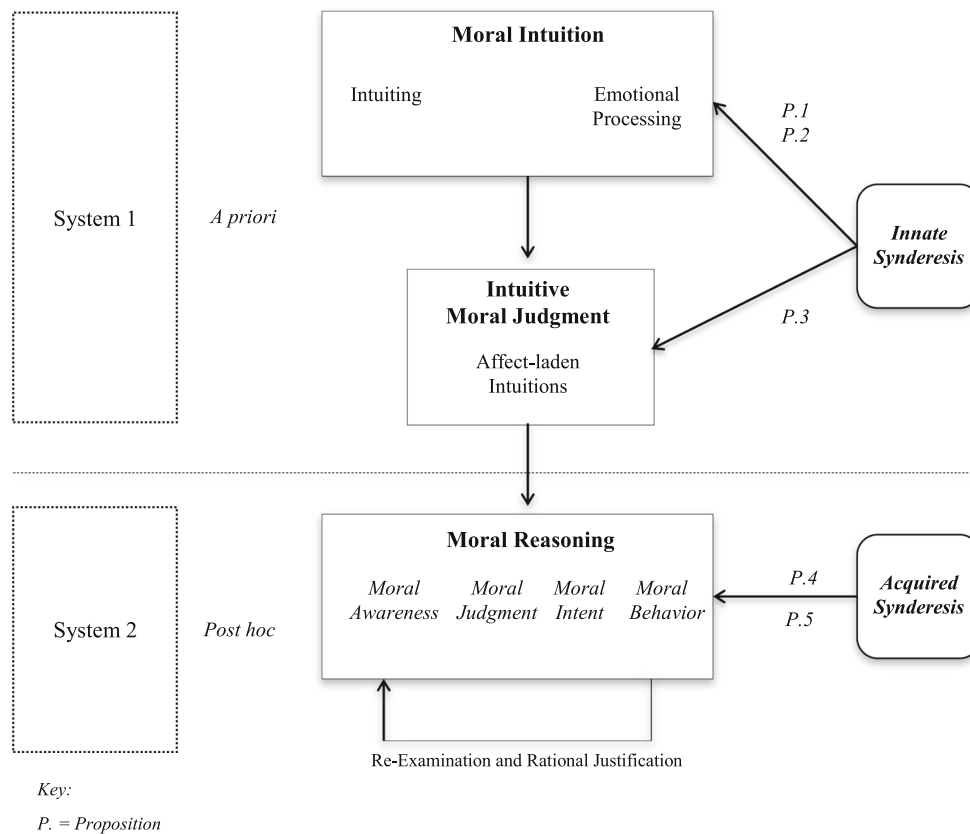 Moral Intuition
Intuiting
Emotional
Processing
P.1
P.2
System 1
A priori
Innate
Synderesis
Intuitive
Moral Judgment
Affect-laden
Intuitions
P.3
Moral Reasoning
Moral
Awareness
Moral
Judgment
Moral
Intent
Moral
Behavior
System 2
Post hoc
P.4
P.5
Acquired
Synderesis
Re-Examination and Rational Justification
Key:
P. = Proposition